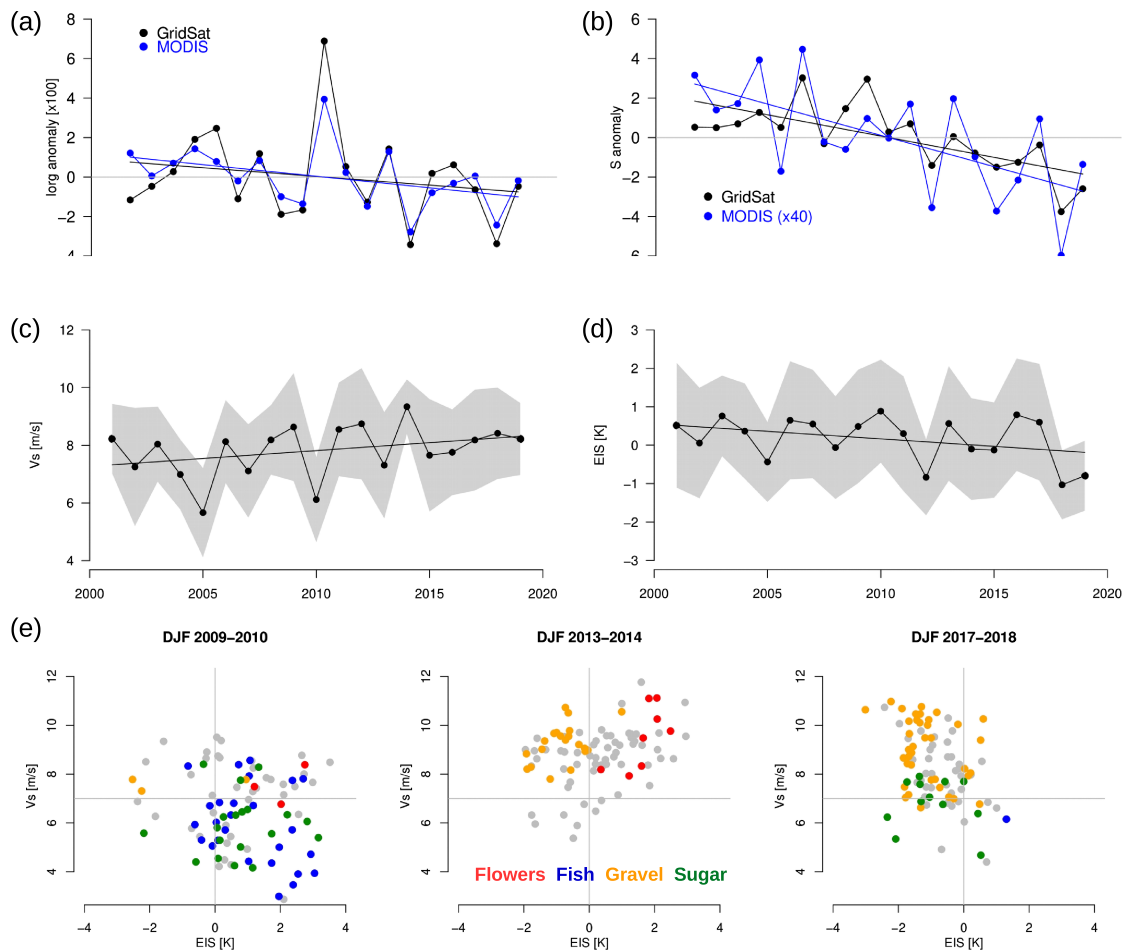 (a)
8
6
4
2
0
−2
4
Iorg anomaly [x100]
GridSat
MODIS
(b)
6
4
2
0
−2
−4
6
S anomaly
GridSat
MODIS (x40)
(c)
12
10
8
6
4
Vs [m/s]
2000 2005 2010 2015 2020
(d)
3
2
1
0
−1
−2
−3
EIS [K]
2000 2005 2010 2015 2020
(e)
DJF 2009−2010
12
10
8
6
4
Vs [m/s]
−4 −2 0 2 4
EIS [K]
DJF 2013−2014
12
10
8
6
4
Vs [m/s]
Flowers Fish Gravel Sugar
−4 −2 0 2 4
EIS [K]
DJF 2017−2018
12
10
8
6
4
Vs [m/s]
−4 −2 0 2 4
EIS [K]